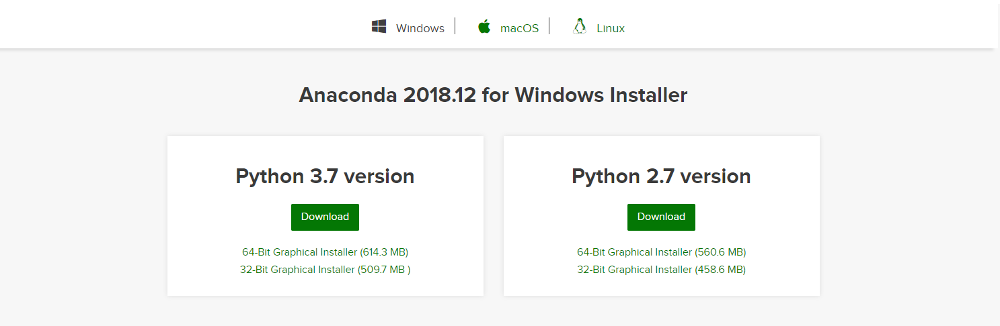 Windows macOS Linux
Anaconda 2018.12 for Windows Installer
Python 3.7 version
Download
64-Bit Graphical Installer (614.3 MB)
32-Bit Graphical Installer (509.7 MB )
Python 2.7 version
Download
64-Bit Graphical Installer (560.6 MB)
32-Bit Graphical Installer (458.6 MB)